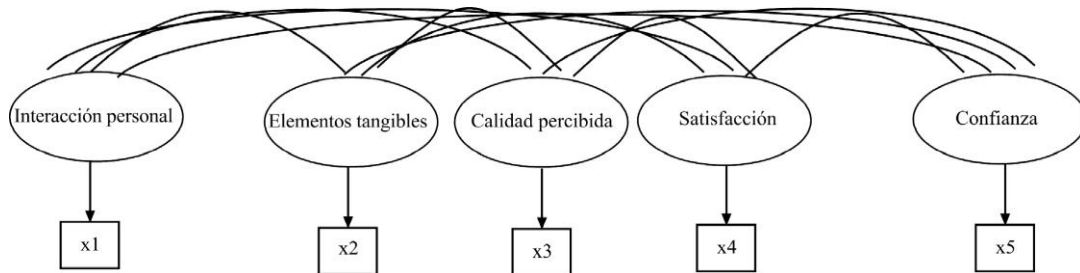 Interacción personal
Elementos tangibles
Calidad percibida
Satisfacción
Confianza
x1
x2
x3
x4
x5